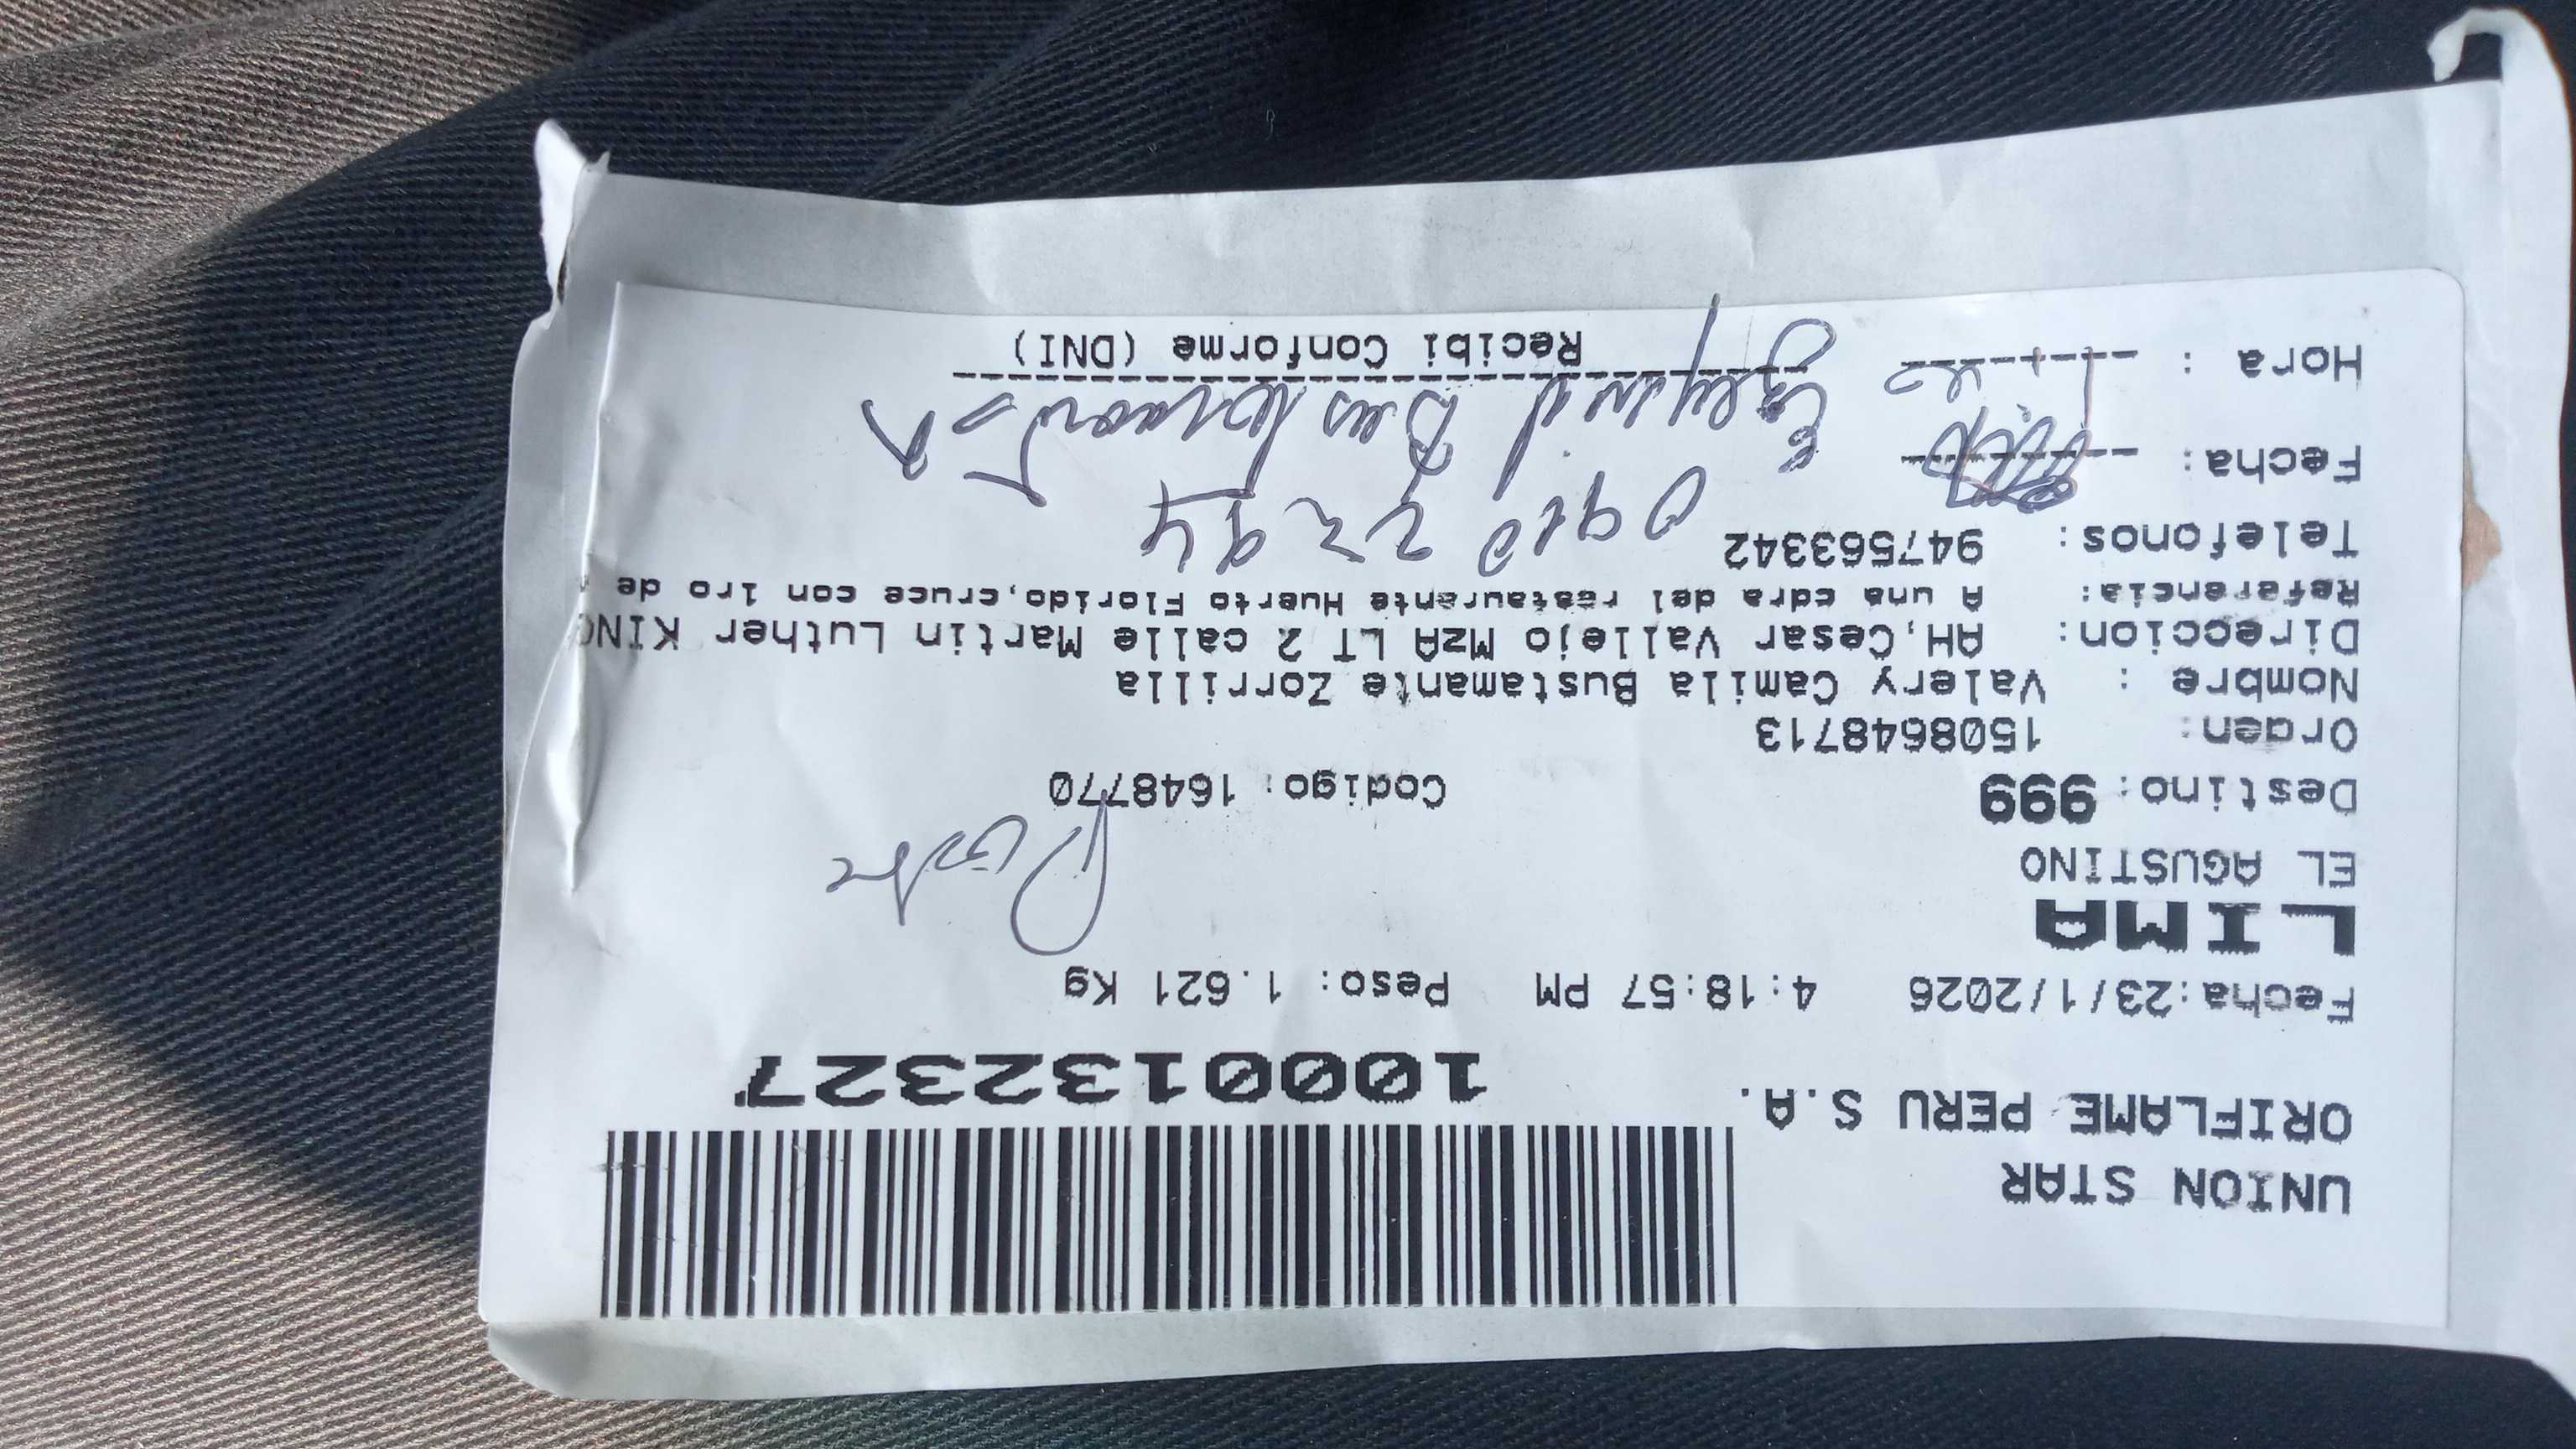 UNION STAR
ORIFLAME PERU S.A.
1000132327
Fecha:23/1/2026 4:18:57 PM Peso: 1.621 Kg
LIMA
EL AGUSTINO
Destino: 999 Codigo: 1648770
Orden: 1508648713
Nombre : Valery Camila Bustamante Zorrilla
Direccion: AH,Cesar Vallejo MzA LT 2 calle Martin Luther KING
Referencia: A una cdra del restaurante Huerto Florido,cruce con 1ro de
Telefonos: 947563342
Fecha:
Hora :
Recibi Conforme (DNI)